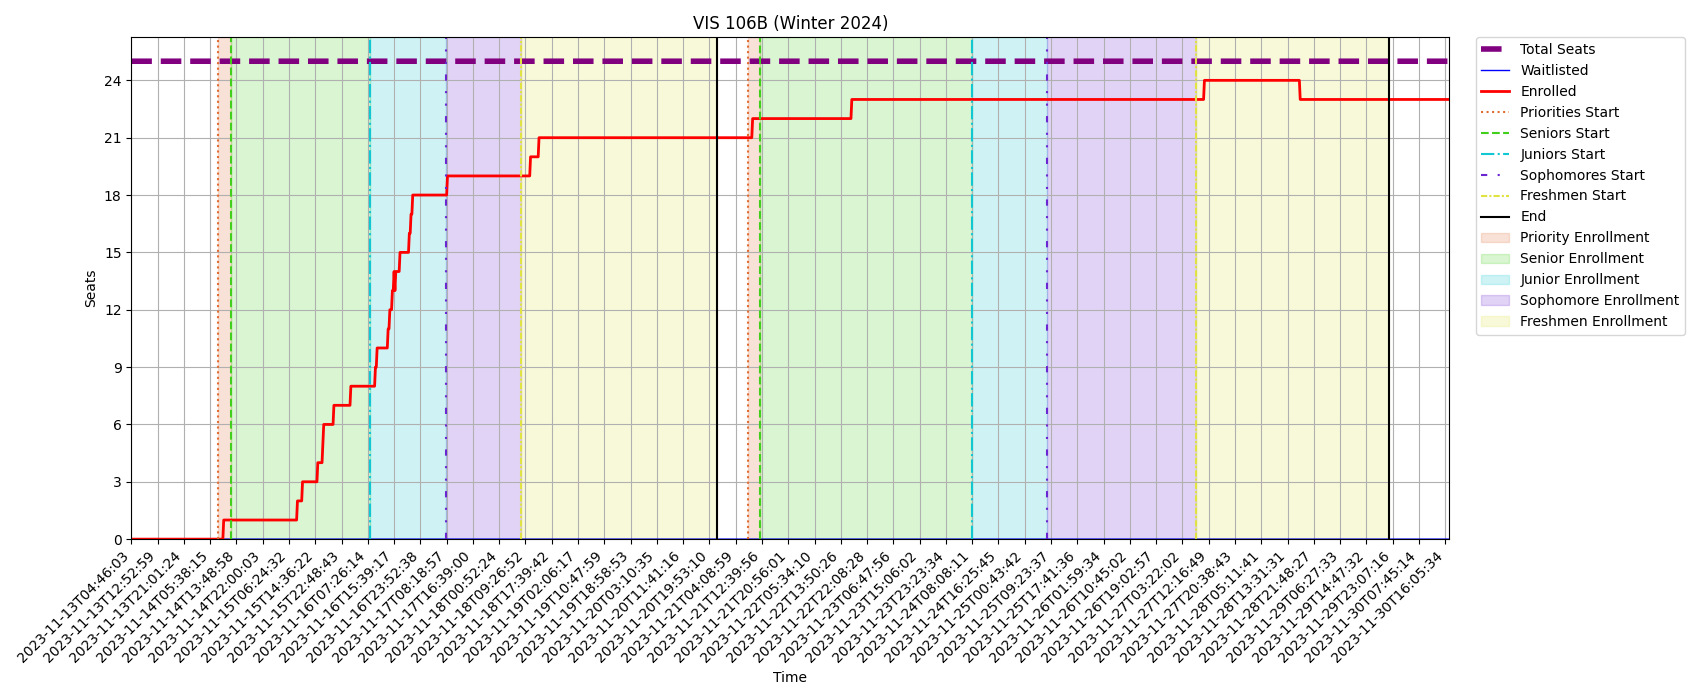 VIS 106B (Winter 2024)
Total Seats
Waitlisted
Enrolled
Priorities Start
Seniors Start
Juniors Start
Sophomores Start
Freshmen Start
End
Priority Enrollment
Senior Enrollment
Junior Enrollment
Sophomore Enrollment
Freshmen Enrollment
Seats
24
21
18
15
12
9
6
3
0
2023-11-13T04:46:03
2023-11-13T12:52:59
2023-11-13T21:01:24
2023-11-14T05:38:15
2023-11-14T13:48:58
2023-11-14T22:00:03
2023-11-15T06:24:32
2023-11-15T14:36:22
2023-11-15T22:48:43
2023-11-16T07:26:14
2023-11-16T15:39:17
2023-11-16T23:52:38
2023-11-17T08:18:57
2023-11-17T16:39:00
2023-11-18T00:52:24
2023-11-18T09:26:52
2023-11-18T17:39:42
2023-11-19T02:06:17
2023-11-19T10:47:59
2023-11-19T18:58:53
2023-11-20T03:10:35
2023-11-20T11:41:16
2023-11-20T19:53:10
2023-11-21T04:08:59
2023-11-21T12:39:56
2023-11-21T20:56:01
2023-11-22T05:34:10
2023-11-22T13:50:26
2023-11-22T22:08:28
2023-11-23T06:47:56
2023-11-23T15:06:02
2023-11-23T23:23:34
2023-11-24T08:08:11
2023-11-24T16:25:45
2023-11-25T00:43:42
2023-11-25T09:23:37
2023-11-25T17:41:36
2023-11-26T01:59:34
2023-11-26T10:45:02
2023-11-26T19:02:57
2023-11-27T03:22:02
2023-11-27T12:16:49
2023-11-27T20:38:43
2023-11-28T05:11:41
2023-11-28T13:31:31
2023-11-28T21:48:27
2023-11-29T06:27:33
2023-11-29T14:47:32
2023-11-29T23:07:16
2023-11-30T07:45:14
2023-11-30T16:05:34
Time